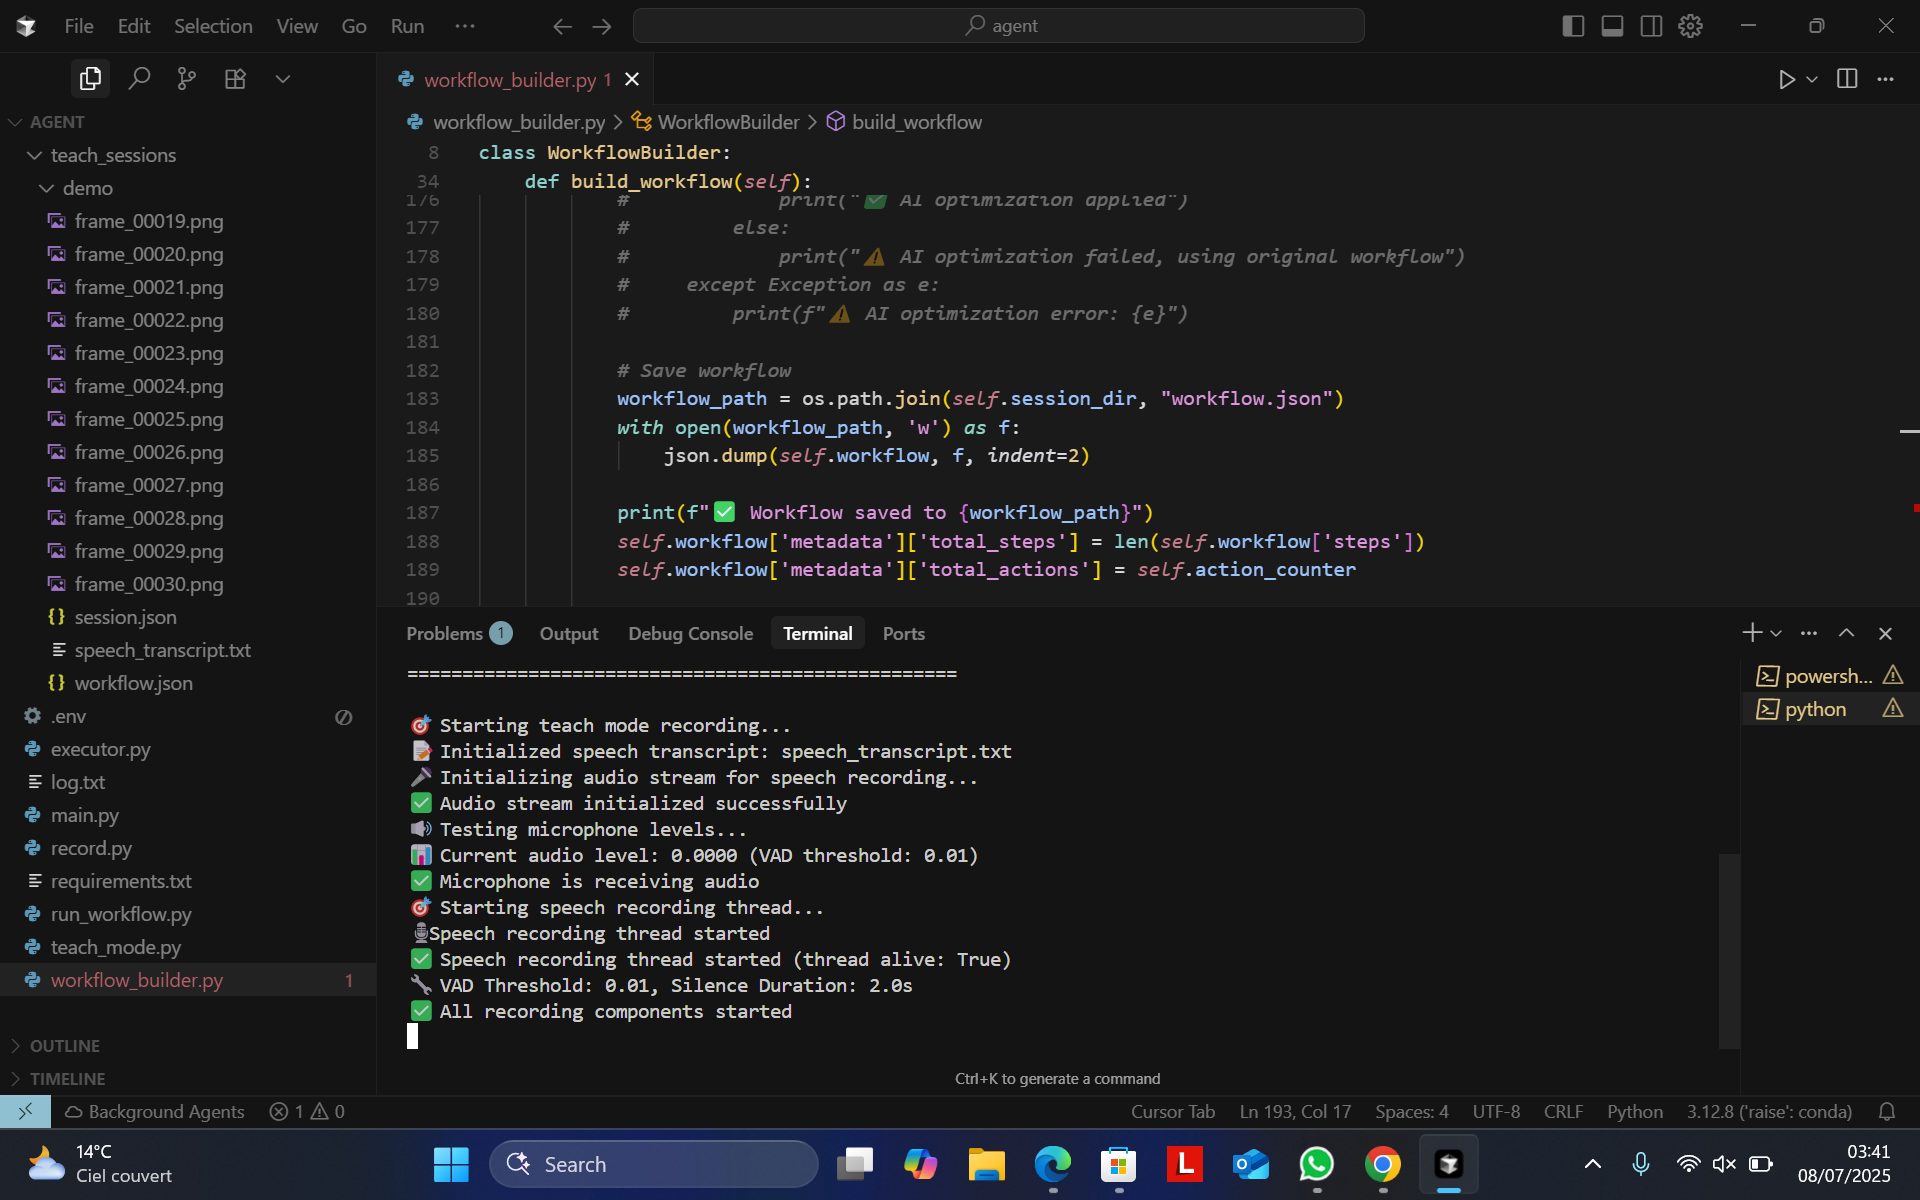 File Edit Selection View Go Run ···
agent
workflow_builder.py 1
AGENT
teach_sessions
demo
frame_00019.png
frame_00020.png
frame_00021.png
frame_00022.png
frame_00023.png
frame_00024.png
frame_00025.png
frame_00026.png
frame_00027.png
frame_00028.png
frame_00029.png
frame_00030.png
session.json
speech_transcript.txt
workflow.json
.env
executor.py
log.txt
main.py
record.py
requirements.txt
run_workflow.py
teach_mode.py
workflow_builder.py 1
OUTLINE
TIMELINE
workflow_builder.py > WorkflowBuilder > build_workflow
8 class WorkflowBuilder:
34 def build_workflow(self):
176 # print("✅ AI optimization applied")
177 # else:
178 # print("⚠️ AI optimization failed, using original workflow")
179 # except Exception as e:
180 # print(f"⚠️ AI optimization error: {e}")
181
182 # Save workflow
183 workflow_path = os.path.join(self.session_dir, "workflow.json")
184 with open(workflow_path, 'w') as f:
185 json.dump(self.workflow, f, indent=2)
186
187 print(f"✅ Workflow saved to {workflow_path}")
188 self.workflow['metadata']['total_steps'] = len(self.workflow['steps'])
189 self.workflow['metadata']['total_actions'] = self.action_counter
190
Problems 1 Output Debug Console Terminal Ports
==================================================
🎯 Starting teach mode recording...
📝 Initialized speech transcript: speech_transcript.txt
🎤 Initializing audio stream for speech recording...
✅ Audio stream initialized successfully
🔊 Testing microphone levels...
📊 Current audio level: 0.0000 (VAD threshold: 0.01)
✅ Microphone is receiving audio
🎯 Starting speech recording thread...
🎙️Speech recording thread started
✅ Speech recording thread started (thread alive: True)
🔧 VAD Threshold: 0.01, Silence Duration: 2.0s
✅ All recording components started
powersh...
python
Ctrl+K to generate a command
Background Agents 1 0 Cursor Tab Ln 193, Col 17 Spaces: 4 UTF-8 CRLF Python 3.12.8 ('raise': conda)
14°C
Ciel couvert
Search
L
03:41
08/07/2025